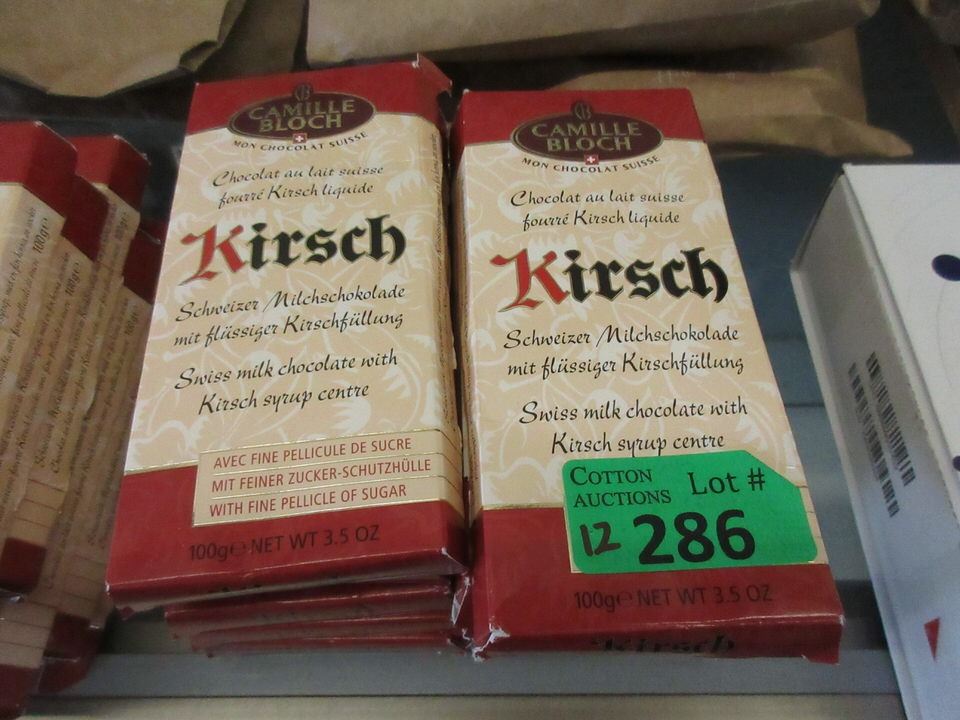 CAMILLE
BLOCH
MON CHOCOLAT SUISSE
Chocolat au lait suisse
fourré Kirsch liquide
Kirsch
Schweizer Milchschokolade
mit flüssiger Kirschfüllung
Swiss milk chocolate with
Kirsch syrup centre
AVEC FINE PELLICULE DE SUCRE
MIT FEINER ZUCKER-SCHUTZHÜLLE
WITH FINE PELLICLE OF SUGAR
100g℮ NET WT 3.5 OZ
CAMILLE
BLOCH
MON CHOCOLAT SUISSE
Chocolat au lait suisse
fourré Kirsch liquide
Kirsch
Schweizer Milchschokolade
mit flüssiger Kirschfüllung
Swiss milk chocolate with
Kirsch syrup centre
COTTON
AUCTIONS
Lot #
12
286
100g℮ NET WT 3.5 OZ
Kirsch